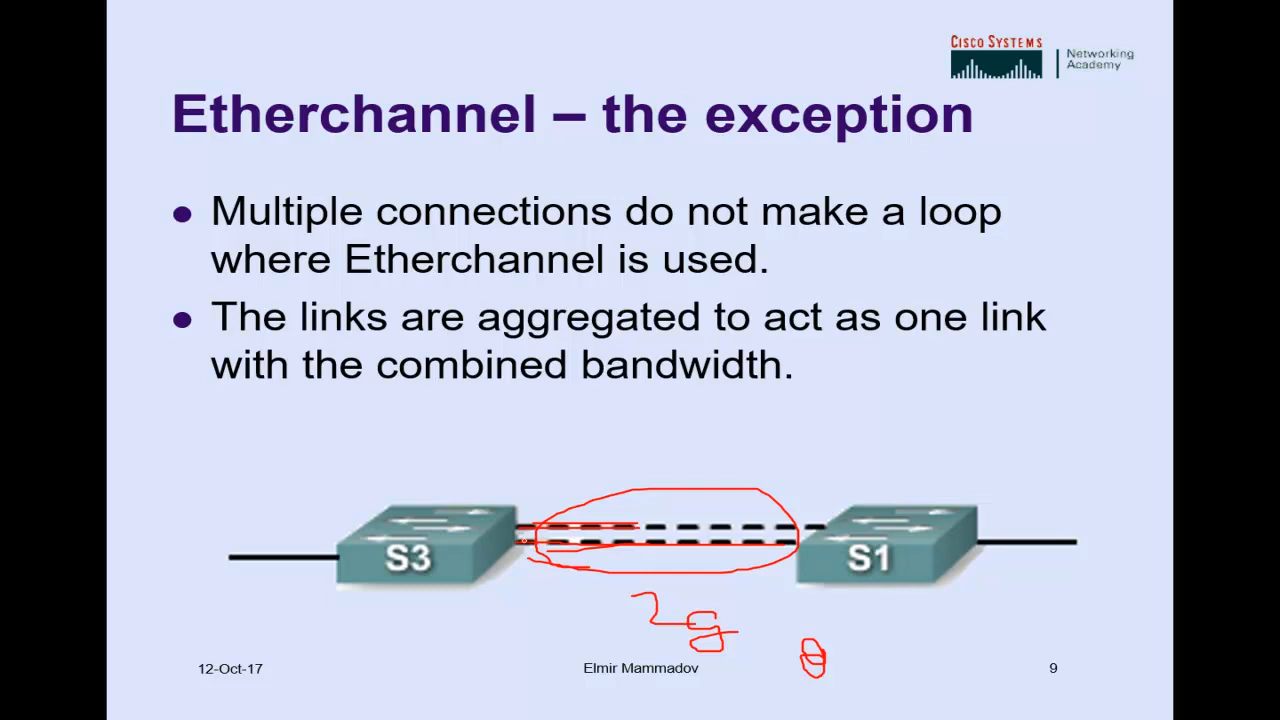 CISCO SYSTEMS
Networking
Academy
Etherchannel – the exception
Multiple connections do not make a loop
where Etherchannel is used.
The links are aggregated to act as one link
with the combined bandwidth.
S3
S1
2g
8
12-Oct-17
Elmir Mammadov
9